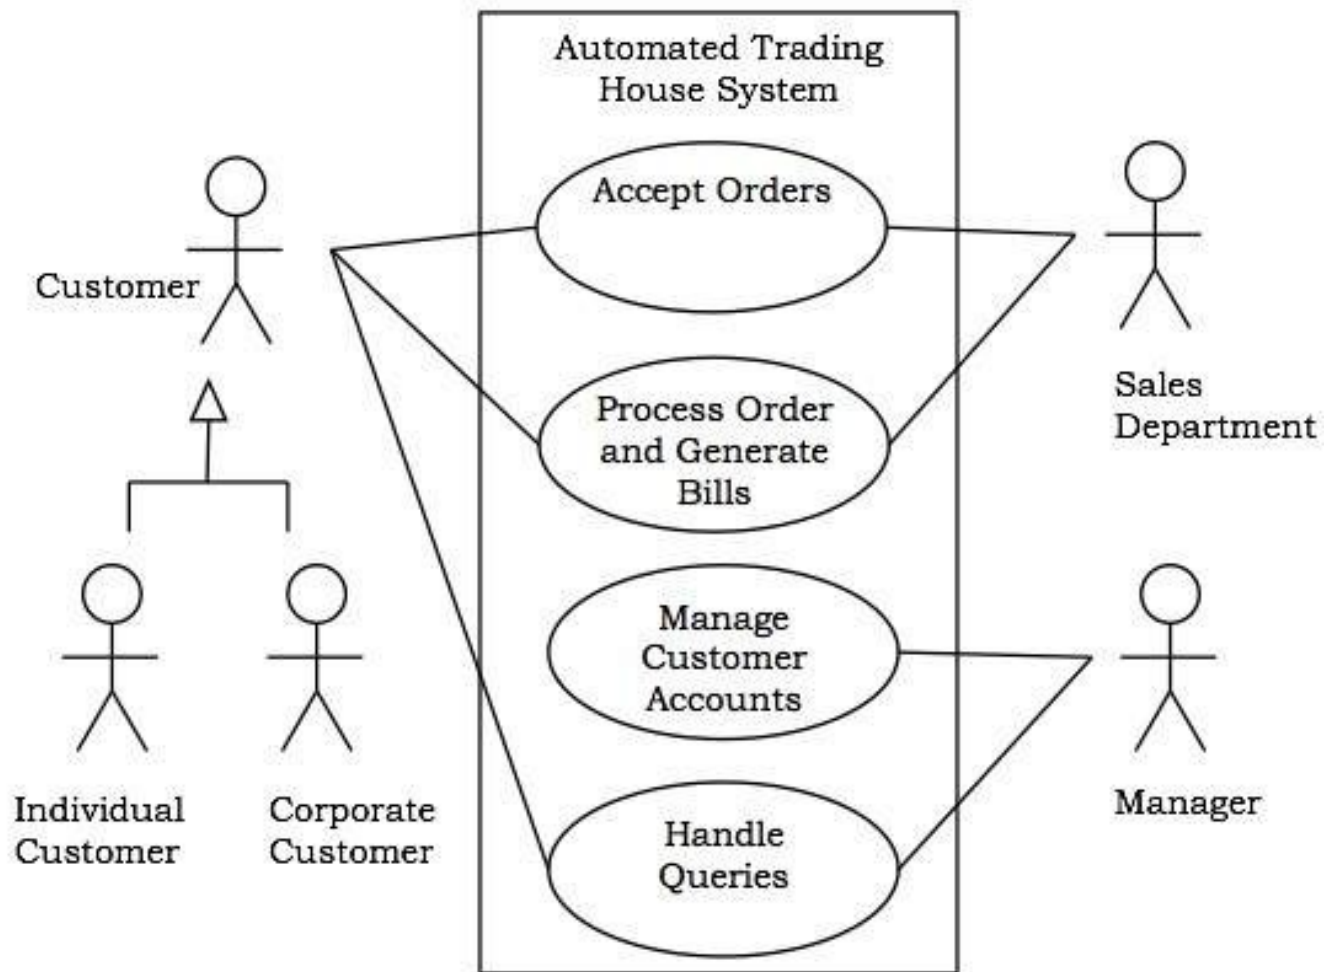 Automated Trading
House System
Accept Orders
Customer
Process Order
and Generate
Bills
Sales
Department
Manage
Customer
Accounts
Individual
Customer
Corporate
Customer
Manager
Handle
Queries